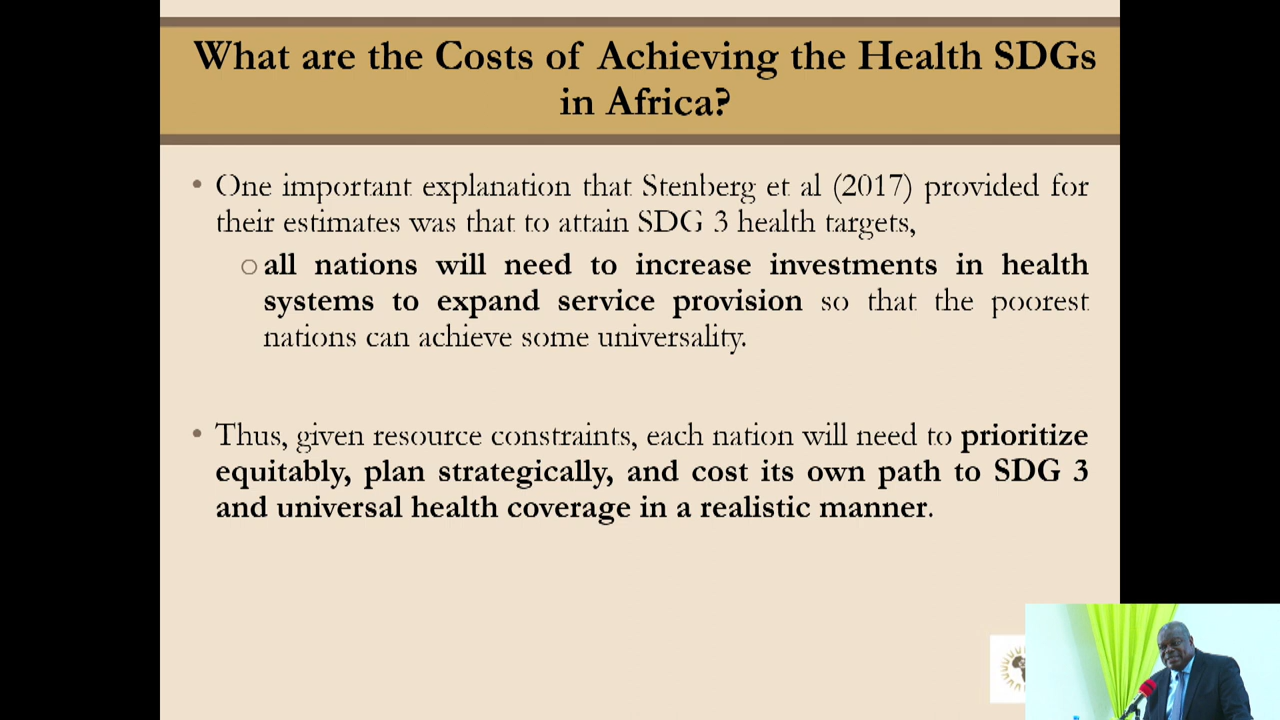 What are the Costs of Achieving the Health SDGs
in Africa?
• One important explanation that Stenberg et al (2017) provided for
their estimates was that to attain SDG 3 health targets,
o all nations will need to increase investments in health
systems to expand service provision so that the poorest
nations can achieve some universality.
• Thus, given resource constraints, each nation will need to prioritize
equitably, plan strategically, and cost its own path to SDG 3
and universal health coverage in a realistic manner.